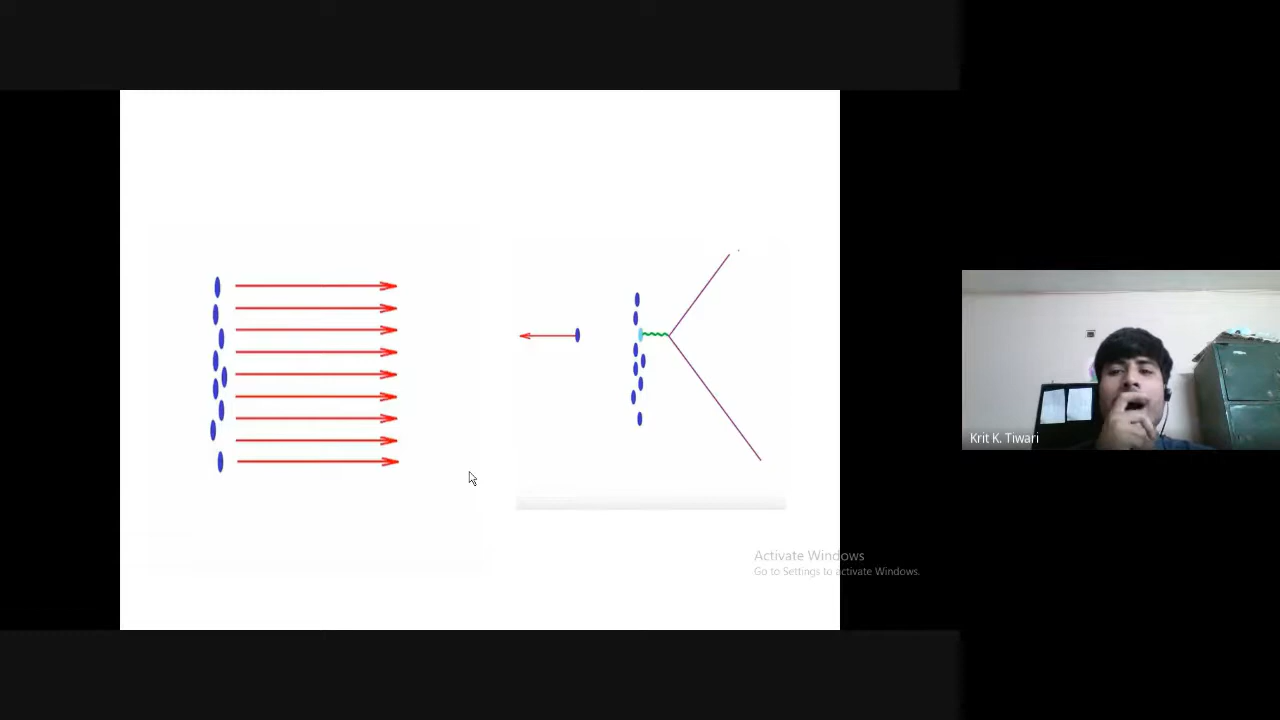 Krit K. Tiwari
Activate Windows
Go to Settings to activate Windows.